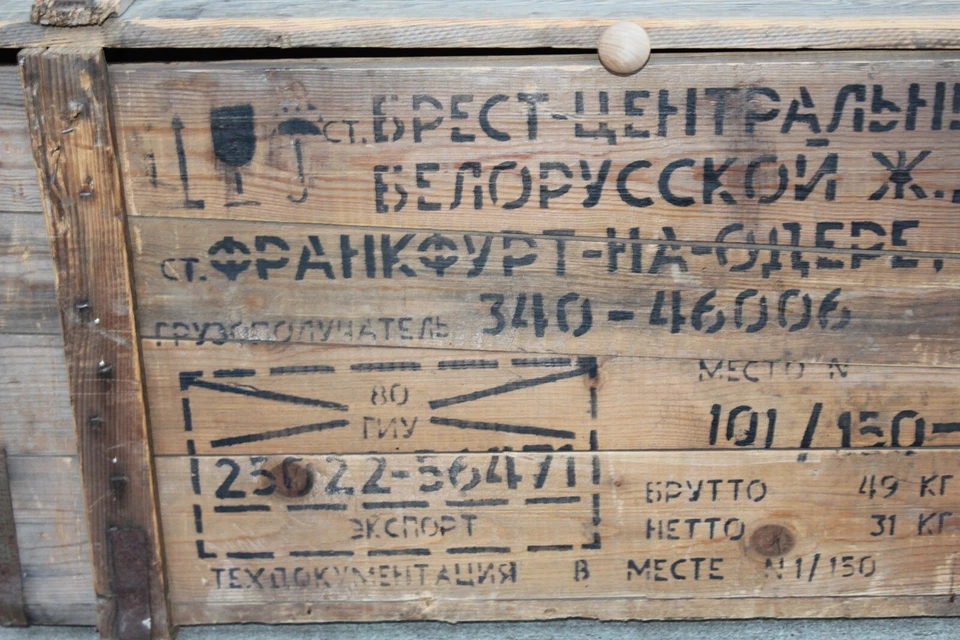 СТ. БРЕСТ-ЦЕНТРАЛЬНЫ
БЕЛОРУССКОЙ Ж.
СТ. ФРАНКФУРТ-НА-ОДЕРЕ,
ГРУЗОПОЛУЧАТЕЛЬ 340-46006
МЕСТО N
80
ГИУ
101/150-
23022-56471
БРУТТО 49 КГ
ЭКСПОРТ
НЕТТО 31 КГ
ТЕХДОКУМЕНТАЦИЯ В МЕСТЕ N1/150